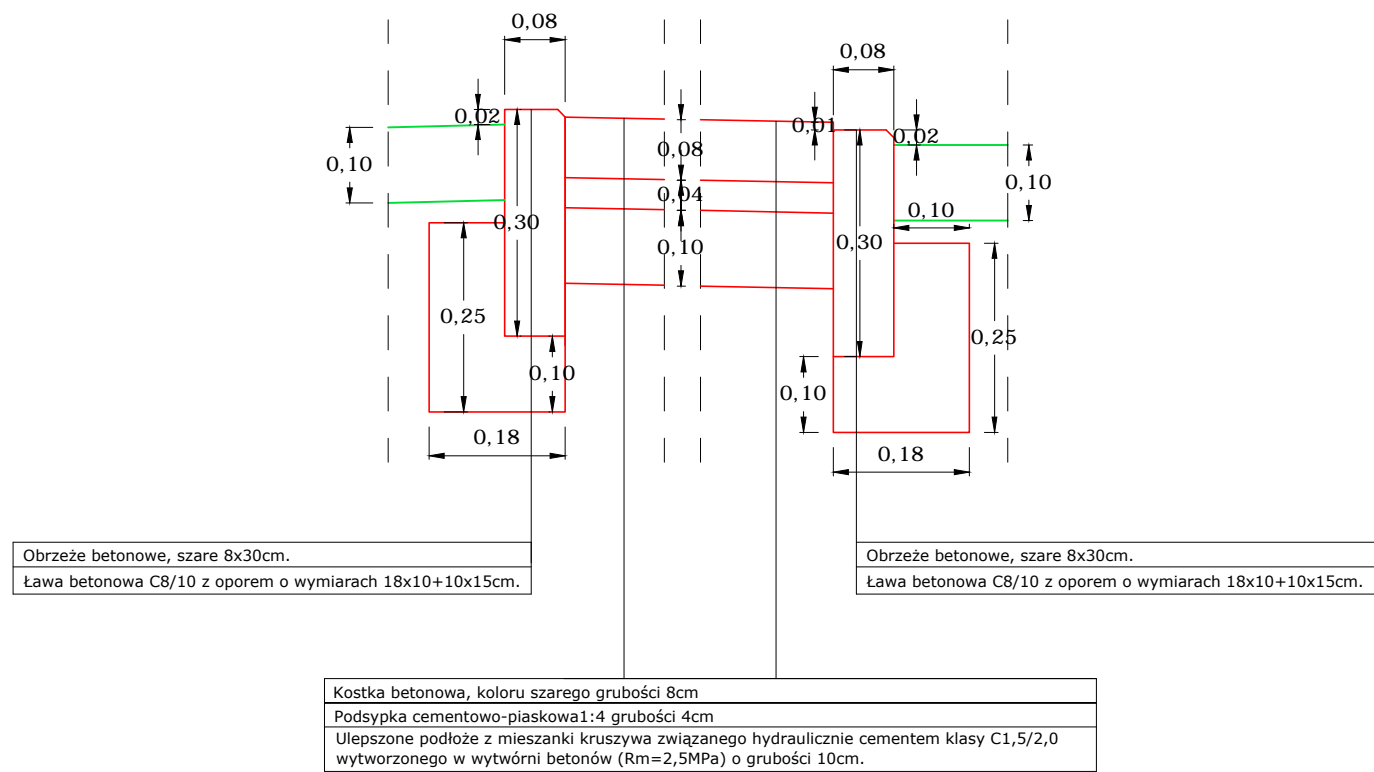 0,08
0,08
0,02
0,01
0,02
0,10
0,08
0,10
0,04
0,10
0,30
0,30
0,10
0,25
0,25
0,10
0,10
0,18
0,18
Obrzeże betonowe, szare 8x30cm.
Ława betonowa C8/10 z oporem o wymiarach 18x10+10x15cm.
Obrzeże betonowe, szare 8x30cm.
Ława betonowa C8/10 z oporem o wymiarach 18x10+10x15cm.
Kostka betonowa, koloru szarego grubości 8cm
Podsypka cementowo-piaskowa1:4 grubości 4cm
Ulepszone podłoże z mieszanki kruszywa związanego hydraulicznie cementem klasy C1,5/2,0
wytworzonego w wytwórni betonów (Rm=2,5MPa) o grubości 10cm.